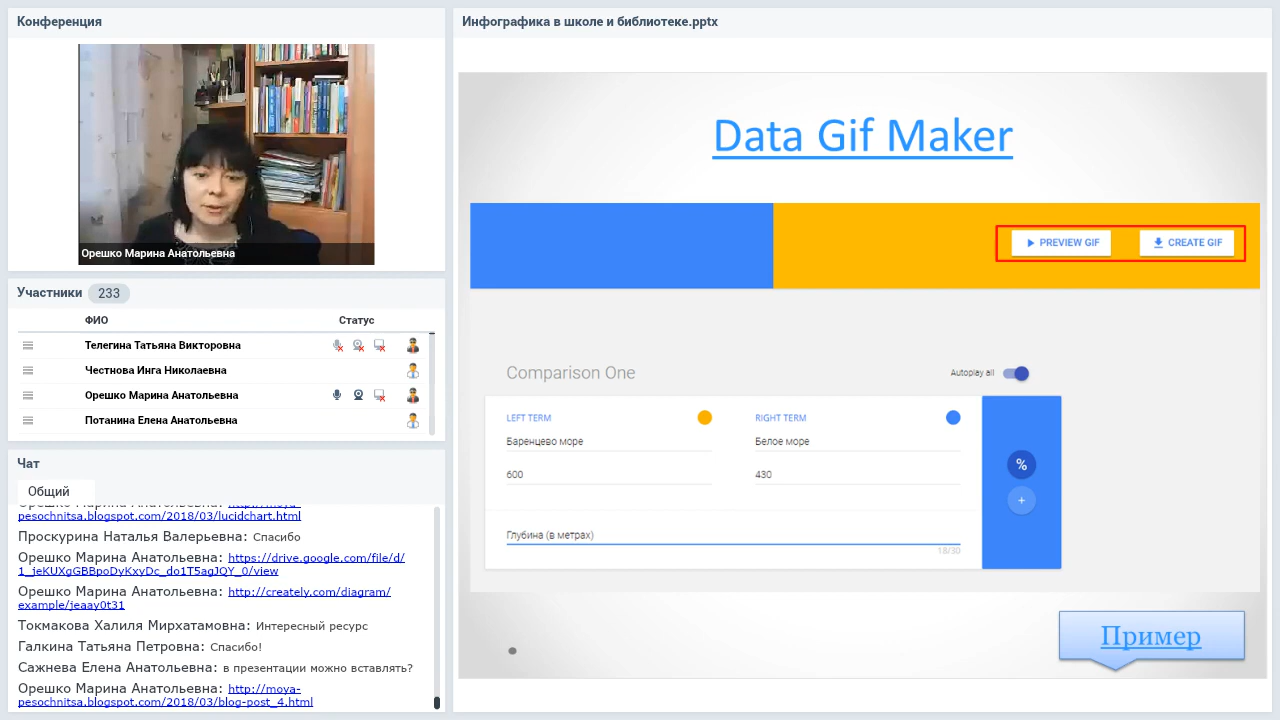 Конференция
Орешко Марина Анатольевна
Участники 233
ФИО Статус
Телегина Татьяна Викторовна
Честнова Инга Николаевна
Орешко Марина Анатольевна
Потанина Елена Анатольевна
Чат
Общий
Орешко Марина Анатольевна: http://moya-
pesochnitsa.blogspot.com/2018/03/lucidchart.html
Проскурина Наталья Валерьевна: Спасибо
Орешко Марина Анатольевна: https://drive.google.com/file/d/
1_jeKUXgGBBpoDyKxyDc_do1T5agJQY_0/view
Орешко Марина Анатольевна: http://creately.com/diagram/
example/jeaay0t31
Токмакова Халиля Мирхатамовна: Интересный ресурс
Галкина Татьяна Петровна: Спасибо!
Сажнева Елена Анатольевна: в презентации можно вставлять?
Орешко Марина Анатольевна: http://moya-
pesochnitsa.blogspot.com/2018/03/blog-post_4.html
Инфографика в школе и библиотеке.pptx
Data Gif Maker
PREVIEW GIF CREATE GIF
Comparison One Autoplay all
LEFT TERM RIGHT TERM
Баренцево море Белое море
%
600 430
+
Глубина (в метрах)
18/30
Пример